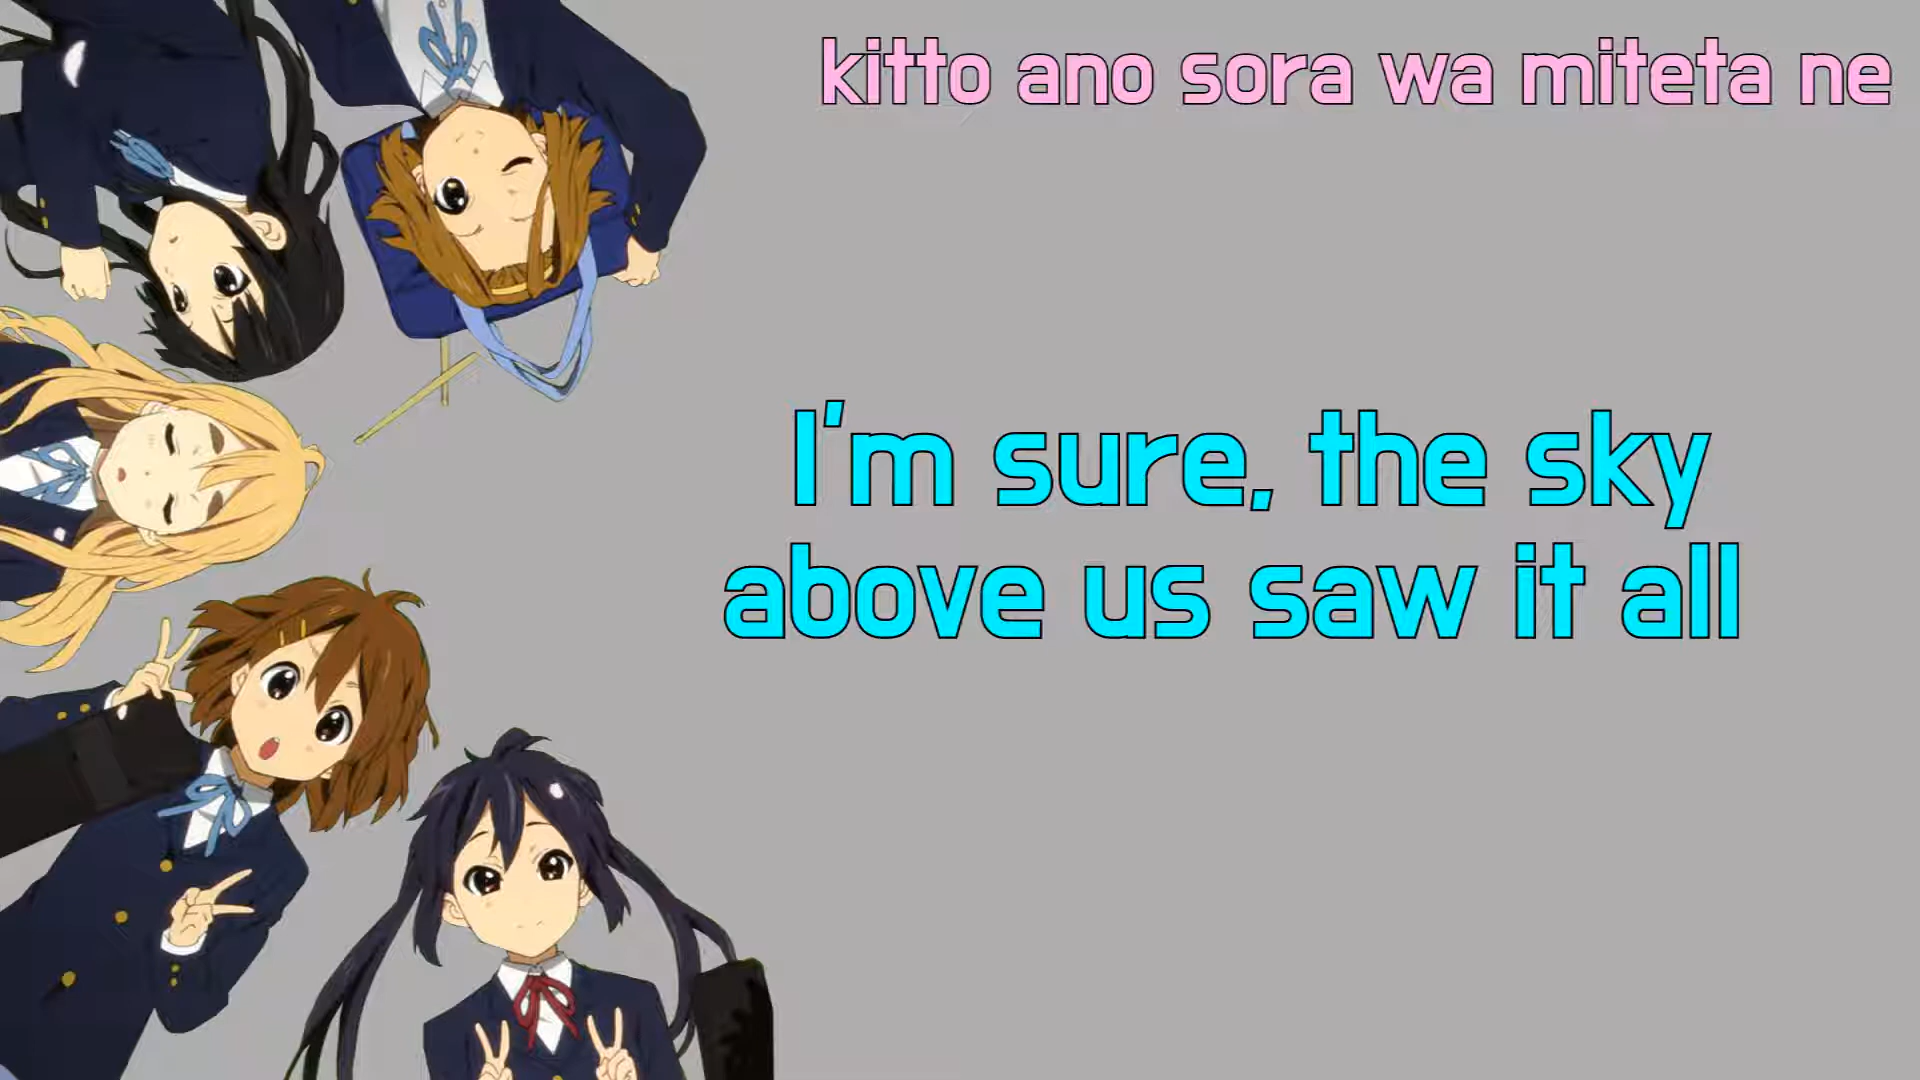 kitto ano sora wa miteta ne
I'm sure, the sky
above us saw it all